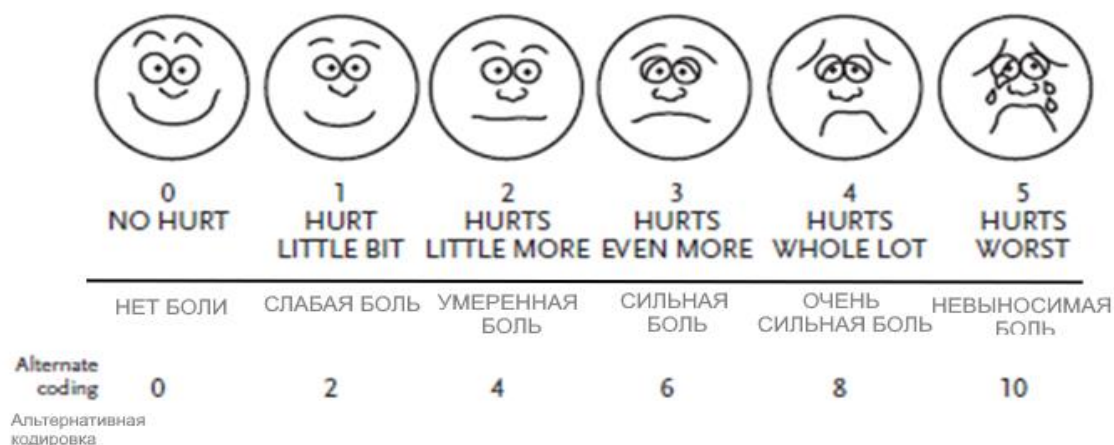 0 1 2 3 4 5
NO HURT HURT HURTS HURTS HURTS HURTS
LITTLE BIT LITTLE MORE EVEN MORE WHOLE LOT WORST
НЕТ БОЛИ СЛАБАЯ БОЛЬ УМЕРЕННАЯ СИЛЬНАЯ ОЧЕНЬ НЕВЫНОСИМАЯ
БОЛЬ БОЛЬ СИЛЬНАЯ БОЛЬ БОЛЬ
Alternate
coding 0 2 4 6 8 10
Альтернативная
кодировка